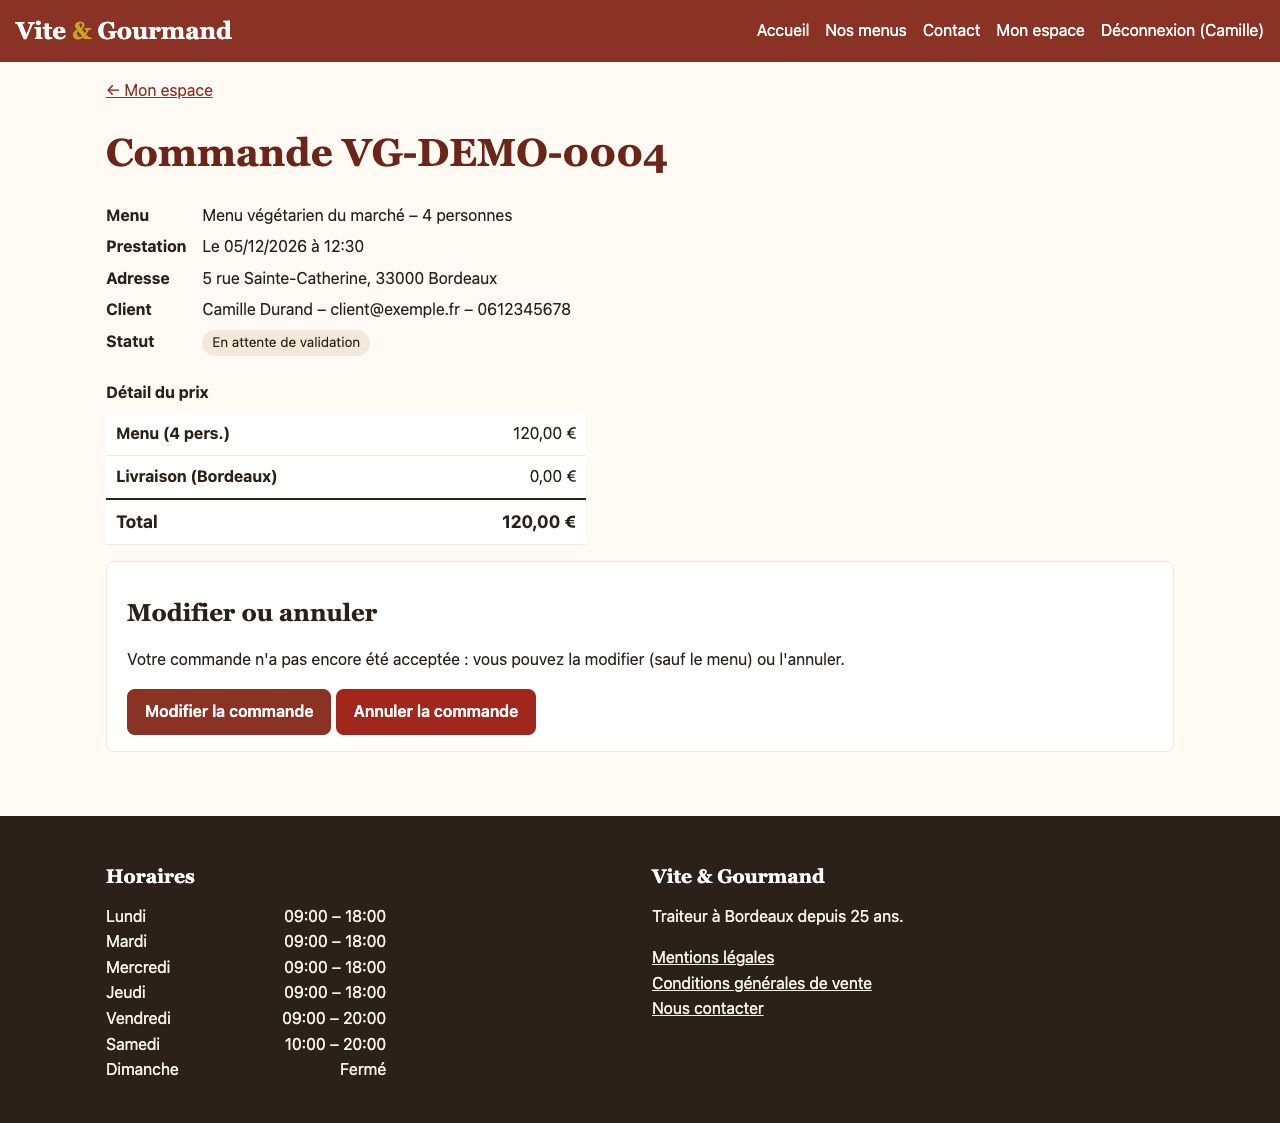 Vite & Gourmand
Accueil Nos menus Contact Mon espace Déconnexion (Camille)
← Mon espace
Commande VG-DEMO-0004
Menu Menu végétarien du marché – 4 personnes
Prestation Le 05/12/2026 à 12:30
Adresse 5 rue Sainte-Catherine, 33000 Bordeaux
Client Camille Durand – client@exemple.fr – 0612345678
Statut En attente de validation
Détail du prix
Menu (4 pers.) 120,00 €
Livraison (Bordeaux) 0,00 €
Total 120,00 €
Modifier ou annuler
Votre commande n'a pas encore été acceptée : vous pouvez la modifier (sauf le menu) ou l'annuler.
Modifier la commande Annuler la commande
Horaires
Lundi 09:00 – 18:00
Mardi 09:00 – 18:00
Mercredi 09:00 – 18:00
Jeudi 09:00 – 18:00
Vendredi 09:00 – 20:00
Samedi 10:00 – 20:00
Dimanche Fermé
Vite & Gourmand
Traiteur à Bordeaux depuis 25 ans.
Mentions légales
Conditions générales de vente
Nous contacter